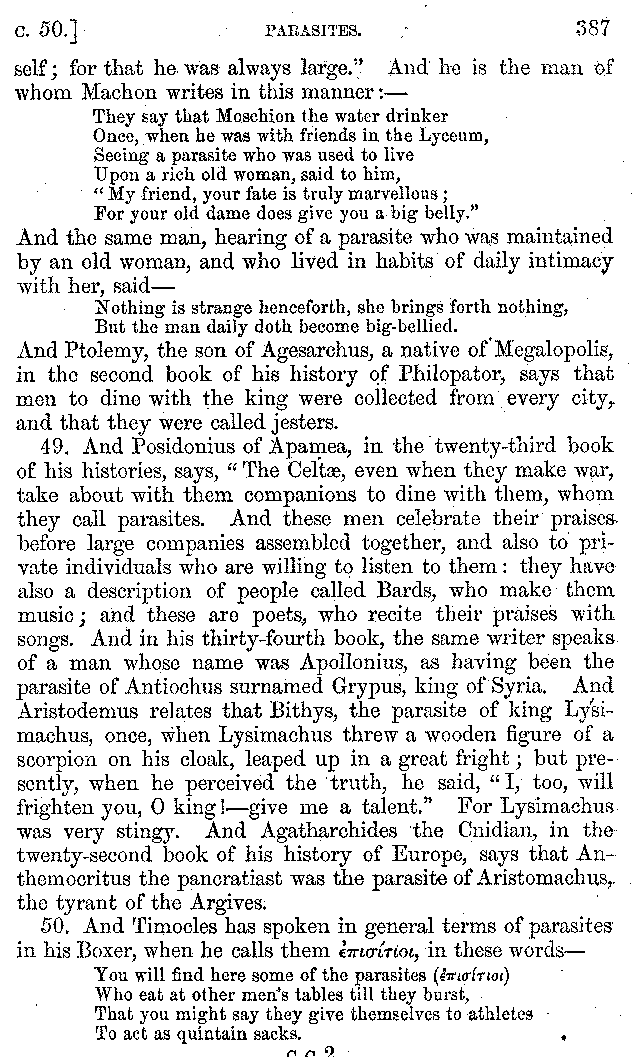 c. 50.] PARASITES. 387
self; for that he was always large." And he is the man of
whom Machon writes in this manner:—
They say that Moschion the water drinker
Once, when he was with friends in the Lyceum,
Seeing a parasite who was used to live
Upon a rich old woman, said to him,
"My friend, your fate is truly marvellous;
For your old dame does give you a big belly."
And the same man, hearing of a parasite who was maintained
by an old woman, and who lived in habits of daily intimacy
with her, said—
Nothing is strange henceforth, she brings forth nothing,
But the man daily doth become big-bellied.
And Ptolemy, the son of Agesarchus, a native of Megalopolis,
in the second book of his history of Philopator, says that
men to dine with the king were collected from every city,
and that they were called jesters.
49. And Posidonius of Apamea, in the twenty-third book
of his histories, says, "The Celtæ, even when they make war,
take about with them companions to dine with them, whom
they call parasites. And these men celebrate their praises
before large companies assembled together, and also to pri-
vate individuals who are willing to listen to them: they have
also a description of people called Bards, who make them
music; and these are poets, who recite their praises with
songs. And in his thirty-fourth book, the same writer speaks
of a man whose name was Apollonius, as having been the
parasite of Antiochus surnamed Grypus, king of Syria. And
Aristodemus relates that Bithys, the parasite of king Lysi-
machus, once, when Lysimachus threw a wooden figure of a
scorpion on his cloak, leaped up in a great fright; but pre-
sently, when he perceived the truth, he said, "I, too, will
frighten you, O king!—give me a talent." For Lysimachus
was very stingy. And Agatharchides the Cnidian, in the
twenty-second book of his history of Europe, says that An-
themocritus the pancratiast was the parasite of Aristomachus,
the tyrant of the Argives.
50. And Timocles has spoken in general terms of parasites
in his Boxer, when he calls them ἐπισίτιοι, in these words—
You will find here some of the parasites (ἐπισίτιοι)
Who eat at other men's tables till they burst,
That you might say they give themselves to athletes
To act as quintain sacks.
C C 2